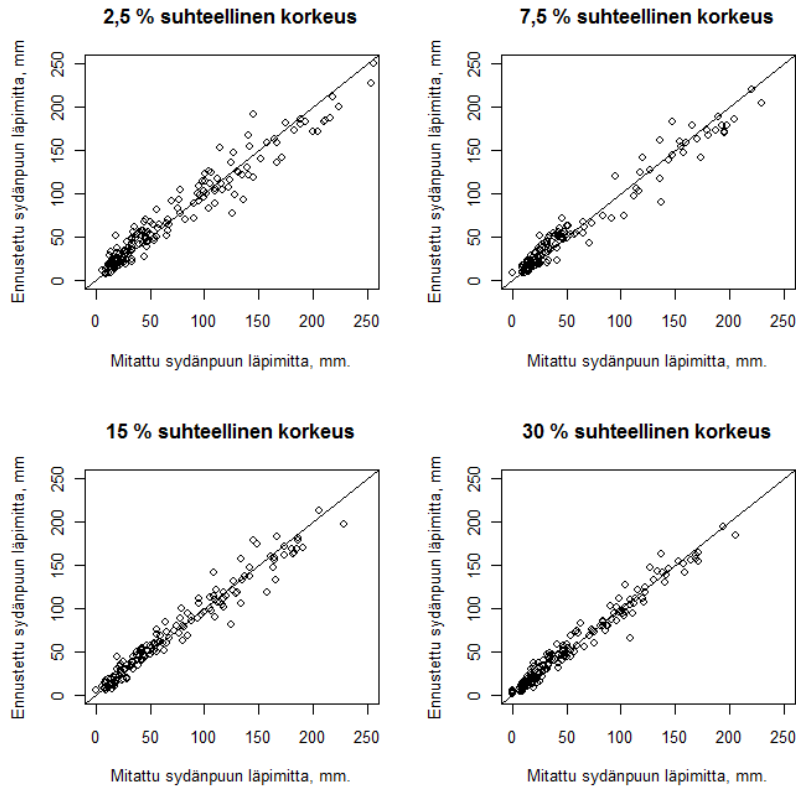 2,5 % suhteellinen korkeus
Ennustettu sydänpuun läpimitta, mm
250
200
150
100
50
0
0 50 100 150 200 250
Mitattu sydänpuun läpimitta, mm.
7,5 % suhteellinen korkeus
Ennustettu sydänpuun läpimitta, mm
250
200
150
100
50
0
0 50 100 150 200 250
Mitattu sydänpuun läpimitta, mm.
15 % suhteellinen korkeus
Ennustettu sydänpuun läpimitta, mm
250
200
150
100
50
0
0 50 100 150 200 250
Mitattu sydänpuun läpimitta, mm.
30 % suhteellinen korkeus
Ennustettu sydänpuun läpimitta, mm
250
200
150
100
50
0
0 50 100 150 200 250
Mitattu sydänpuun läpimitta, mm.